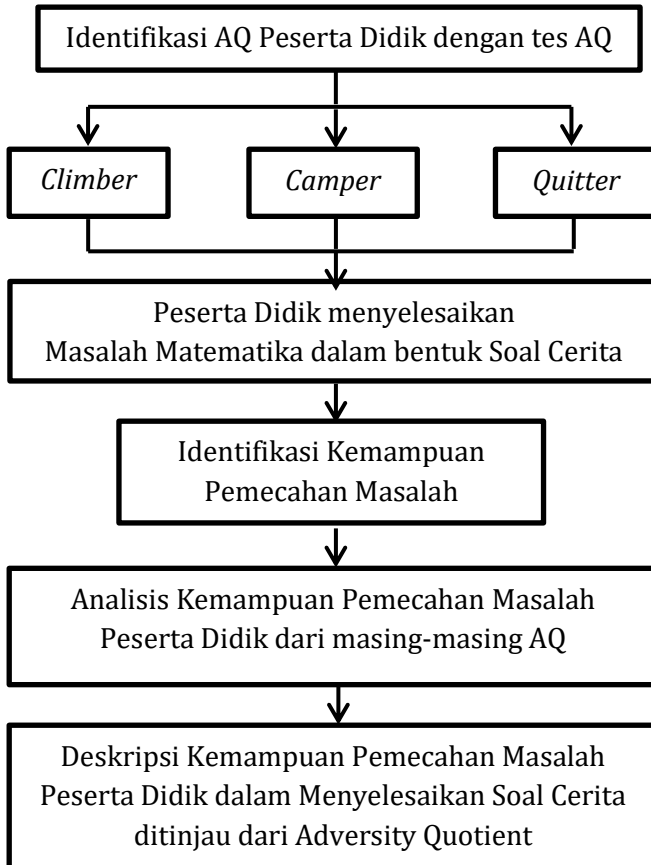 Identifikasi AQ Peserta Didik dengan tes AQ
Climber
Camper
Quitter
Peserta Didik menyelesaikan
Masalah Matematika dalam bentuk Soal Cerita
Identifikasi Kemampuan
Pemecahan Masalah
Analisis Kemampuan Pemecahan Masalah
Peserta Didik dari masing-masing AQ
Deskripsi Kemampuan Pemecahan Masalah
Peserta Didik dalam Menyelesaikan Soal Cerita
ditinjau dari Adversity Quotient